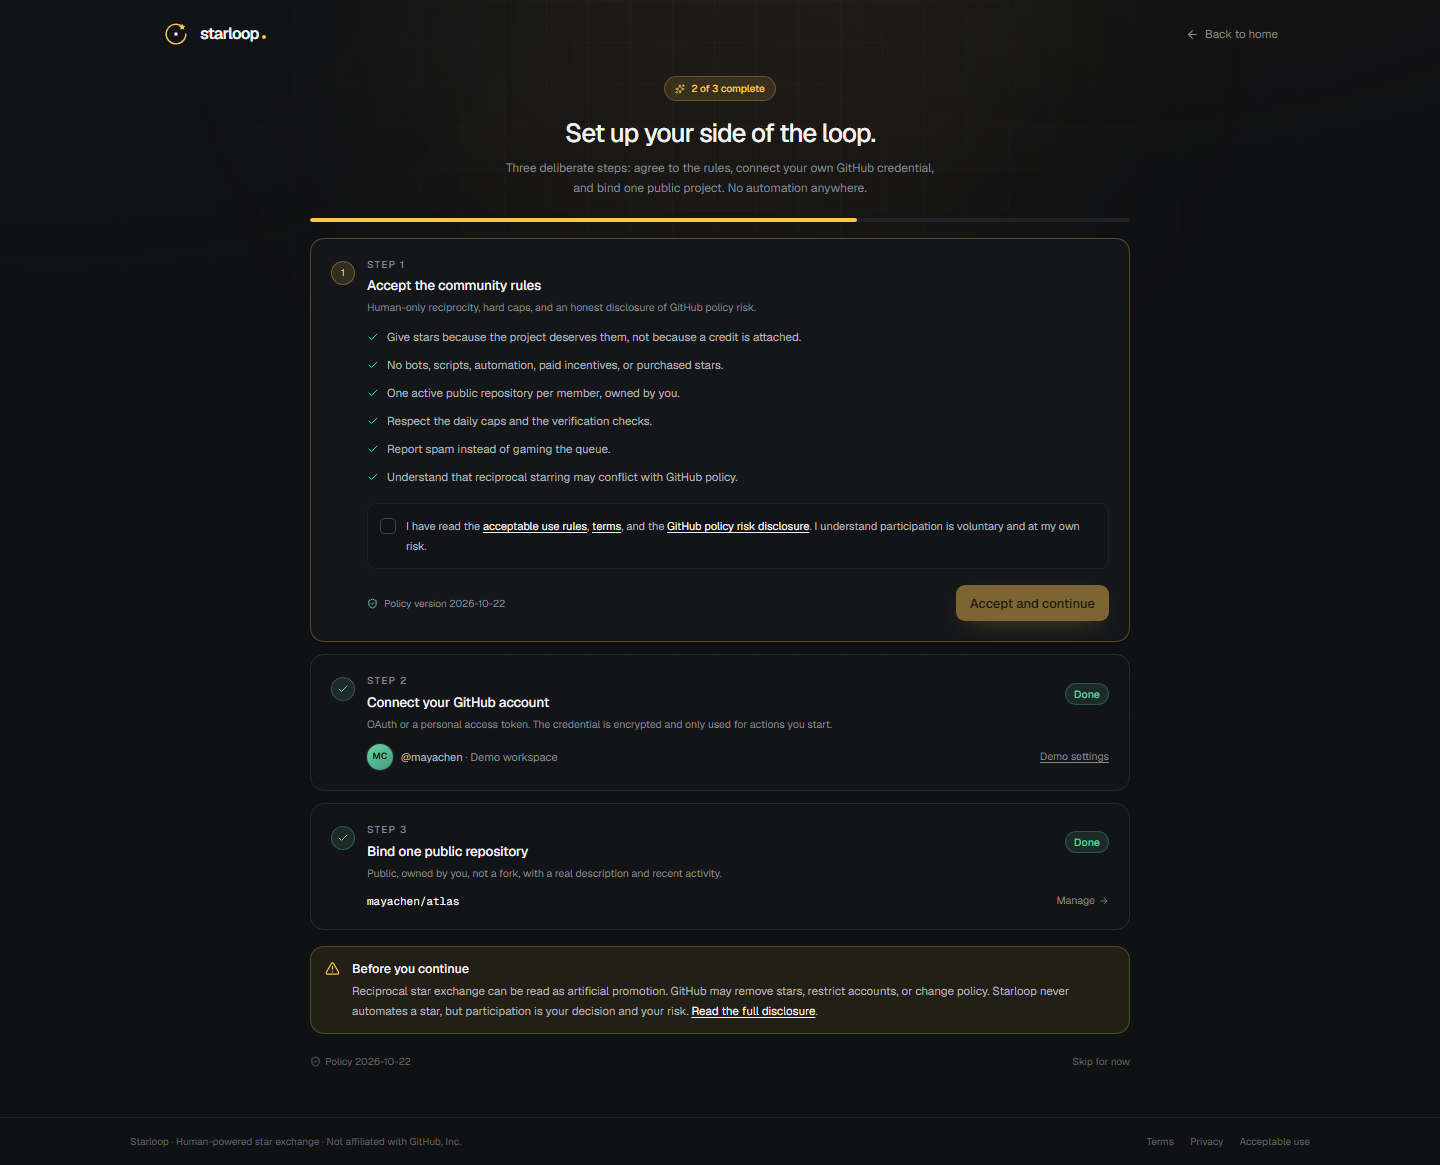 starloop.
Back to home
2 of 3 complete
Set up your side of the loop.
Three deliberate steps: agree to the rules, connect your own GitHub credential,
and bind one public project. No automation anywhere.
1
STEP 1
Accept the community rules
Human-only reciprocity, hard caps, and an honest disclosure of GitHub policy risk.
Give stars because the project deserves them, not because a credit is attached.
No bots, scripts, automation, paid incentives, or purchased stars.
One active public repository per member, owned by you.
Respect the daily caps and the verification checks.
Report spam instead of gaming the queue.
Understand that reciprocal starring may conflict with GitHub policy.
I have read the acceptable use rules, terms, and the GitHub policy risk disclosure. I understand participation is voluntary and at my own
risk.
Policy version 2026-10-22
Accept and continue
STEP 2
Connect your GitHub account
Done
OAuth or a personal access token. The credential is encrypted and only used for actions you start.
MC
@mayachen · Demo workspace
Demo settings
STEP 3
Bind one public repository
Done
Public, owned by you, not a fork, with a real description and recent activity.
mayachen/atlas
Manage →
Before you continue
Reciprocal star exchange can be read as artificial promotion. GitHub may remove stars, restrict accounts, or change policy. Starloop never
automates a star, but participation is your decision and your risk. Read the full disclosure.
Policy 2026-10-22
Skip for now
Starloop · Human-powered star exchange · Not affiliated with GitHub, Inc.
Terms
Privacy
Acceptable use